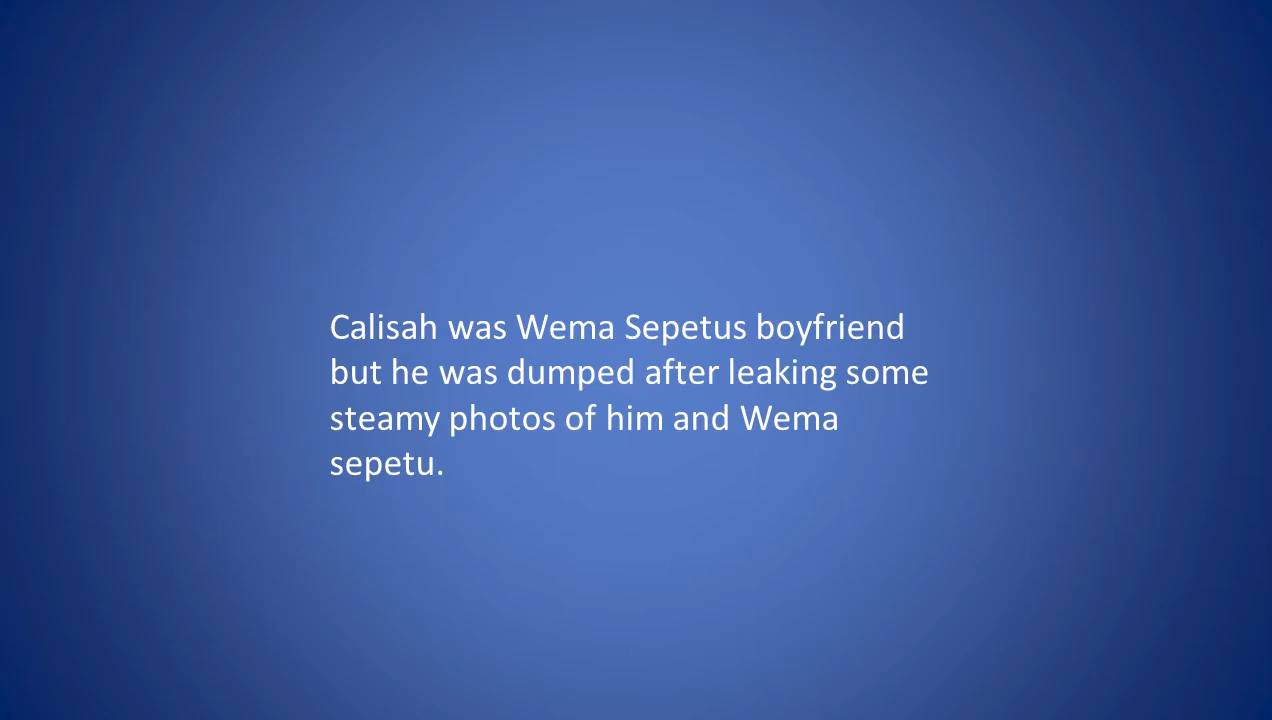 Calisah was Wema Sepetus boyfriend
but he was dumped after leaking some
steamy photos of him and Wema
sepetu.